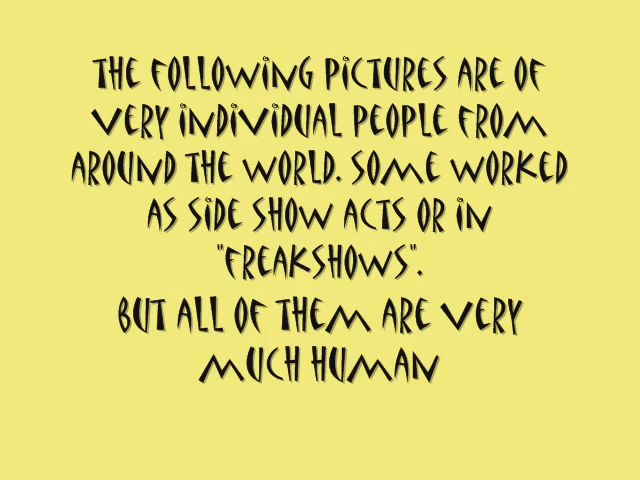 THE FOLLOWING PICTURES ARE OF
VERY INDIVIDUAL PEOPLE FROM
AROUND THE WORLD. SOME WORKED
AS SIDE SHOW ACTS OR IN
"FREAKSHOWS".
BUT ALL OF THEM ARE VERY
MUCH HUMAN